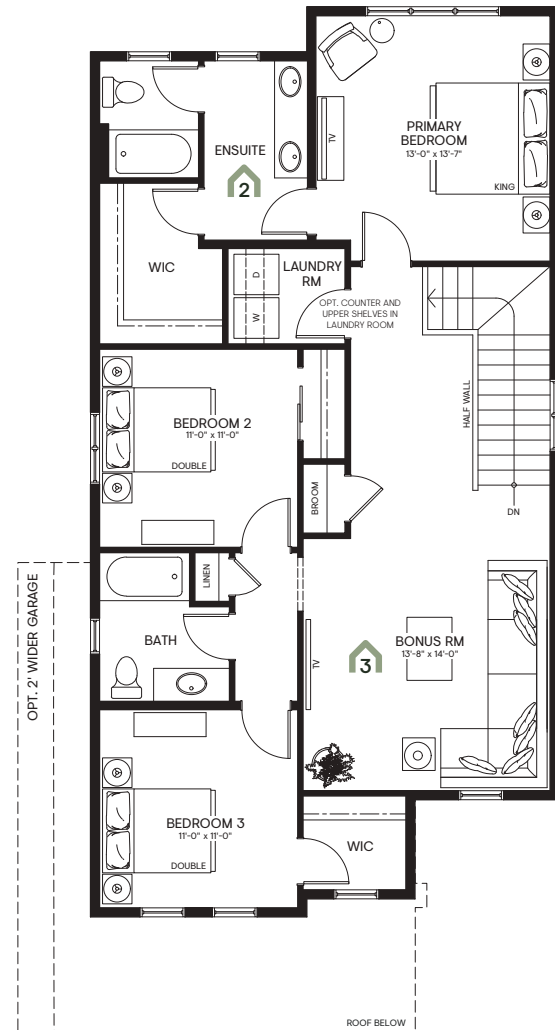 PRIMARY
BEDROOM
13'-0" x 13'-7"
KING
TV
ENSUITE
2
WIC
D
W
LAUNDRY
RM
OPT. COUNTER AND
UPPER SHELVES IN
LAUNDRY ROOM
HALF WALL
DN
BEDROOM 2
11'-0" x 11'-0"
DOUBLE
BROOM
LINEN
BATH
OPT. 2' WIDER GARAGE
TV
3
BONUS RM
13'-8" x 14'-0"
BEDROOM 3
11'-0" x 11'-0"
DOUBLE
WIC
ROOF BELOW